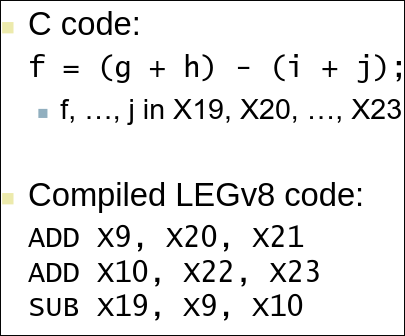 C code:
f = (g + h) - (i + j);
f, …, j in X19, X20, …, X23
Compiled LEGv8 code:
ADD X9, X20, X21
ADD X10, X22, X23
SUB X19, X9, X10